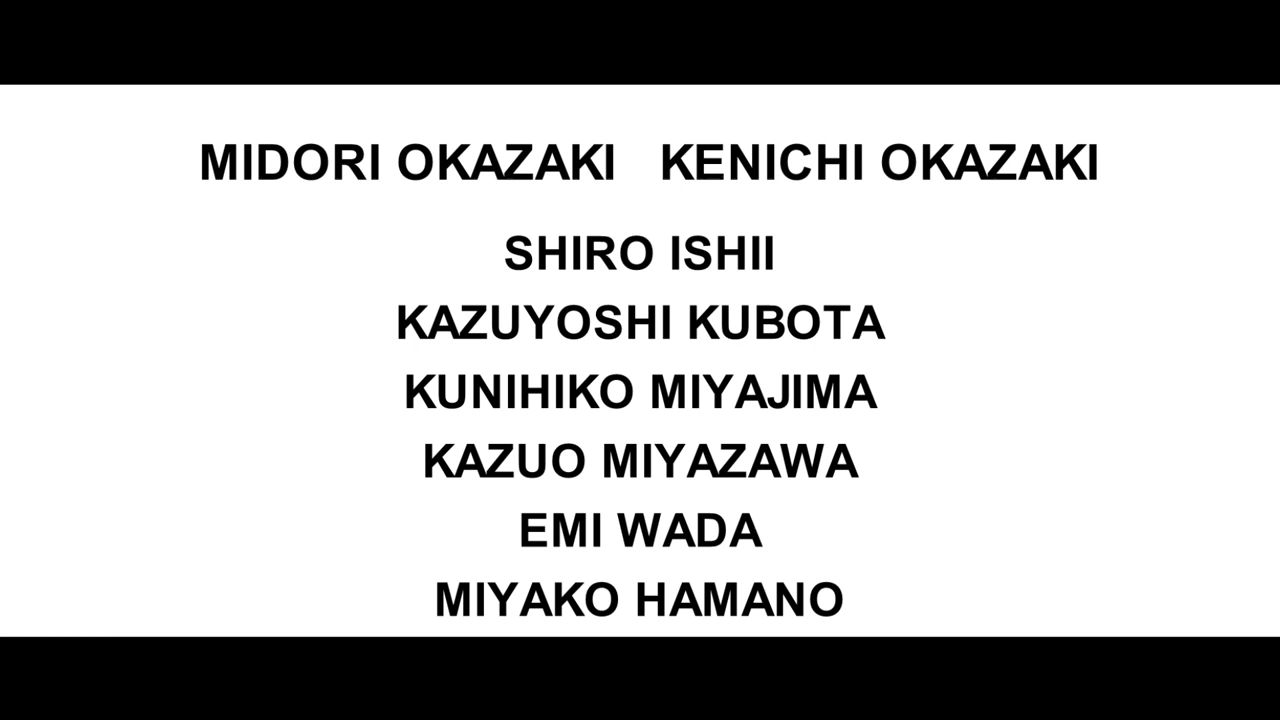 MIDORI OKAZAKI KENICHI OKAZAKI
SHIRO ISHII
KAZUYOSHI KUBOTA
KUNIHIKO MIYAJIMA
KAZUO MIYAZAWA
EMI WADA
MIYAKO HAMANO